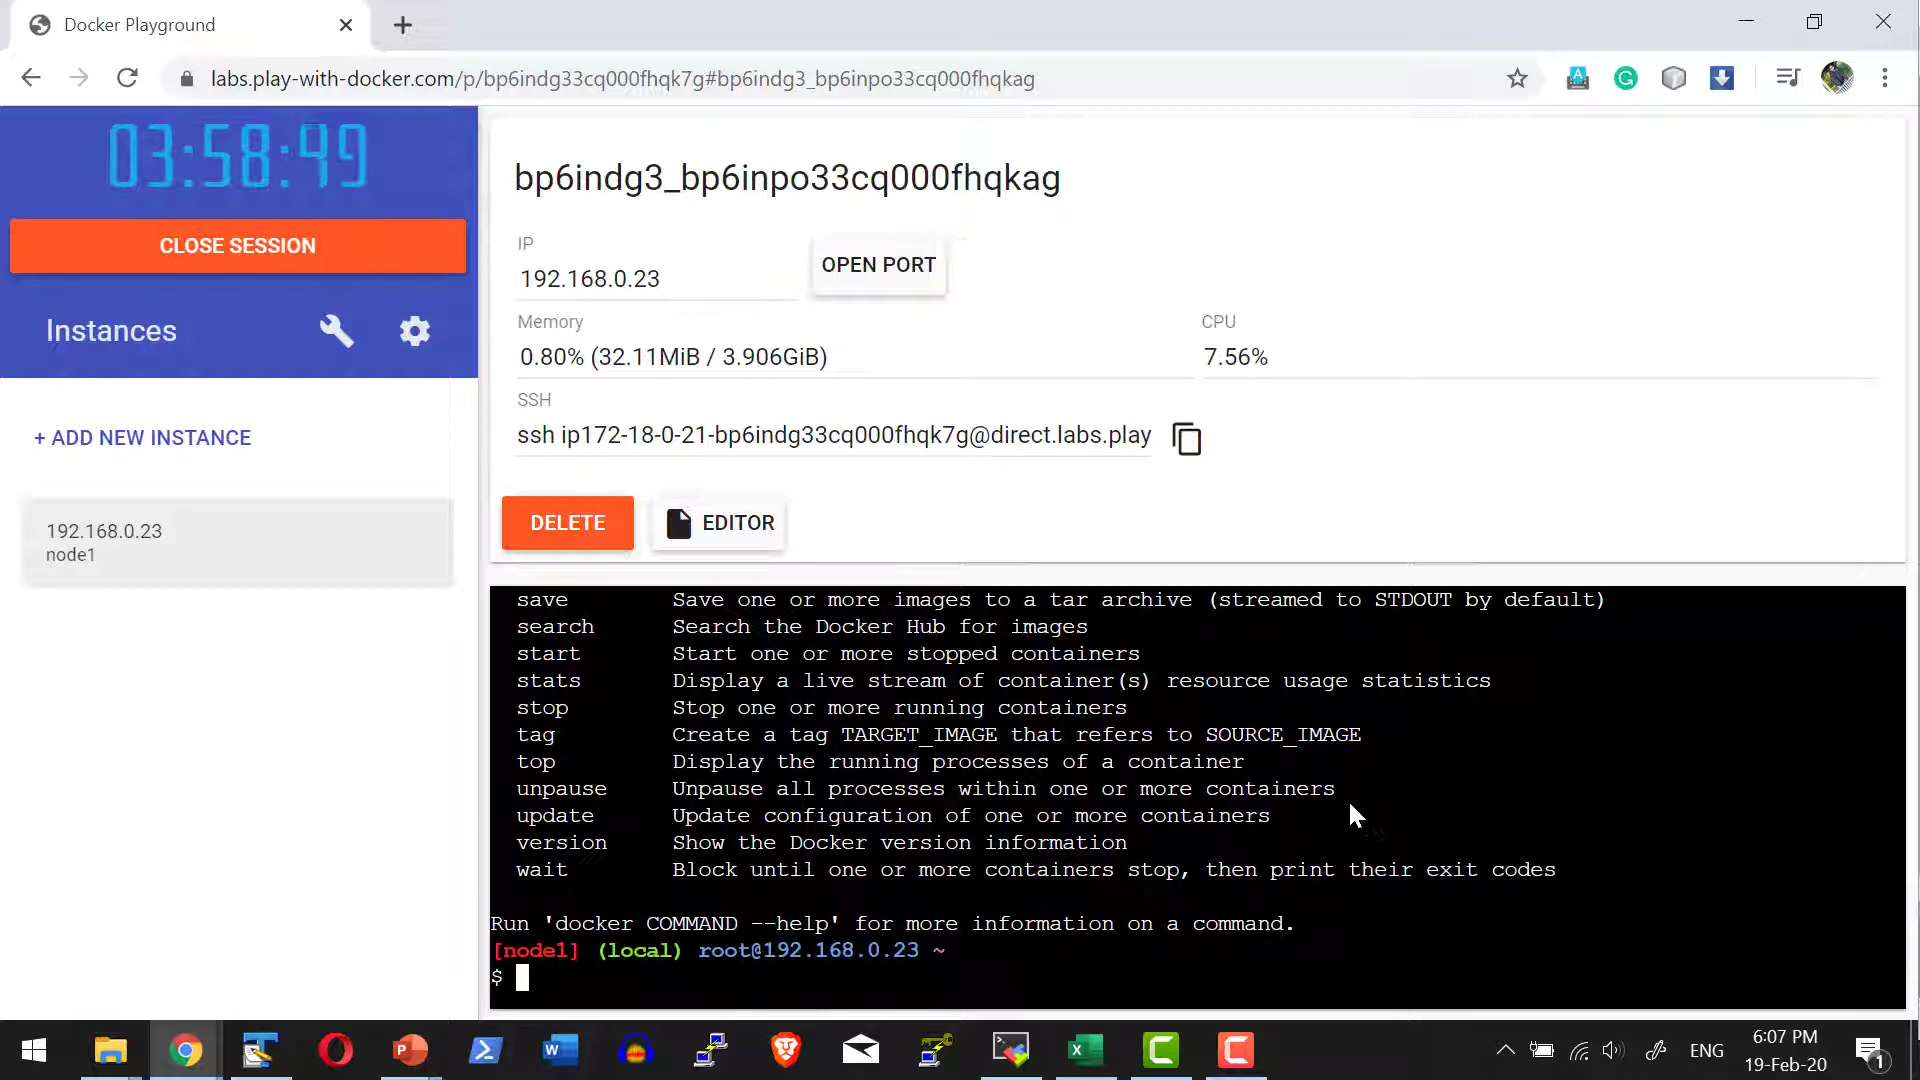 Docker Playground
labs.play-with-docker.com/p/bp6indg33cq000fhqk7g#bp6indg3_bp6inpo33cq000fhqkag
03:58:49
CLOSE SESSION
Instances
+ ADD NEW INSTANCE
192.168.0.23
node1
bp6indg3_bp6inpo33cq000fhqkag
IP
192.168.0.23
OPEN PORT
Memory
0.80% (32.11MiB / 3.906GiB)
CPU
7.56%
SSH
ssh ip172-18-0-21-bp6indg33cq000fhqk7g@direct.labs.play
DELETE
EDITOR
save Save one or more images to a tar archive (streamed to STDOUT by default)
search Search the Docker Hub for images
start Start one or more stopped containers
stats Display a live stream of container(s) resource usage statistics
stop Stop one or more running containers
tag Create a tag TARGET_IMAGE that refers to SOURCE_IMAGE
top Display the running processes of a container
unpause Unpause all processes within one or more containers
update Update configuration of one or more containers
version Show the Docker version information
wait Block until one or more containers stop, then print their exit codes
Run 'docker COMMAND --help' for more information on a command.
[node1] (local) root@192.168.0.23 ~
$
ENG
6:07 PM
19-Feb-20
1